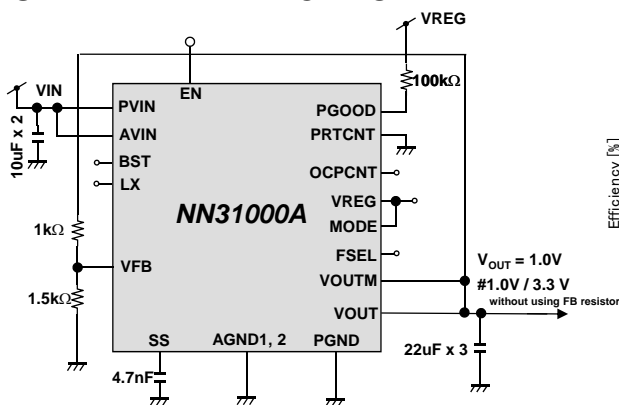 VREG
EN
VIN
10uF x 2
PVIN
AVIN
BST
LX
NN31000A
PGOOD
100kΩ
PRTCNT
OCPCNT
VREG
MODE
FSEL
1kΩ
VFB
1.5kΩ
VOUTM
VOUT
VOUT = 1.0V
#1.0V / 3.3 V
without using FB resistor
SS
AGND1, 2
PGND
4.7nF
22uF x 3
Efficiency [%]